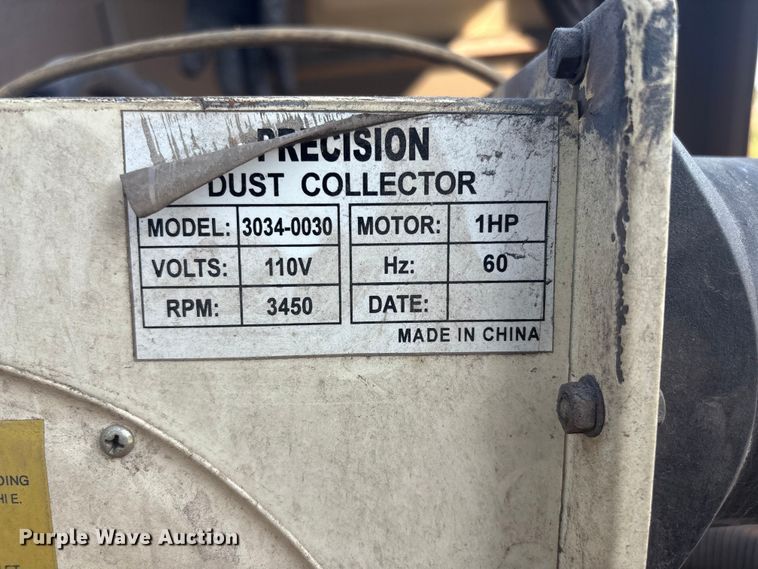 PRECISION
DUST COLLECTOR
MODEL: 3034-0030 MOTOR: 1HP
VOLTS: 110V Hz: 60
RPM: 3450 DATE:
MADE IN CHINA
Purple Wave Auction